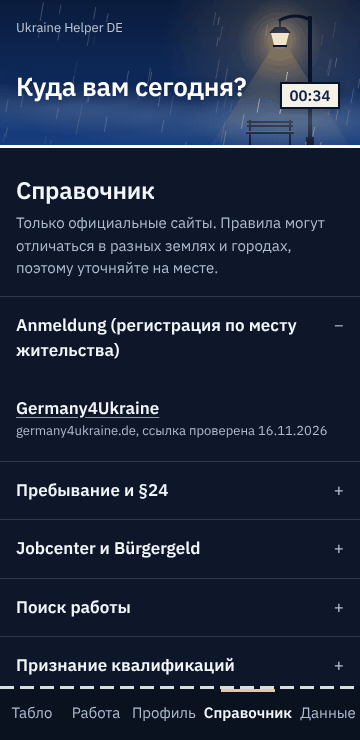 Ukraine Helper DE
Куда вам сегодня?
00:34
Справочник
Только официальные сайты. Правила могут
отличаться в разных землях и городах,
поэтому уточняйте на месте.
Anmeldung (регистрация по месту
жительства)
−
Germany4Ukraine
germany4ukraine.de, ссылка проверена 16.11.2026
Пребывание и §24 +
Jobcenter и Bürgergeld +
Поиск работы +
Признание квалификаций +
Табло Работа Профиль Справочник Данные